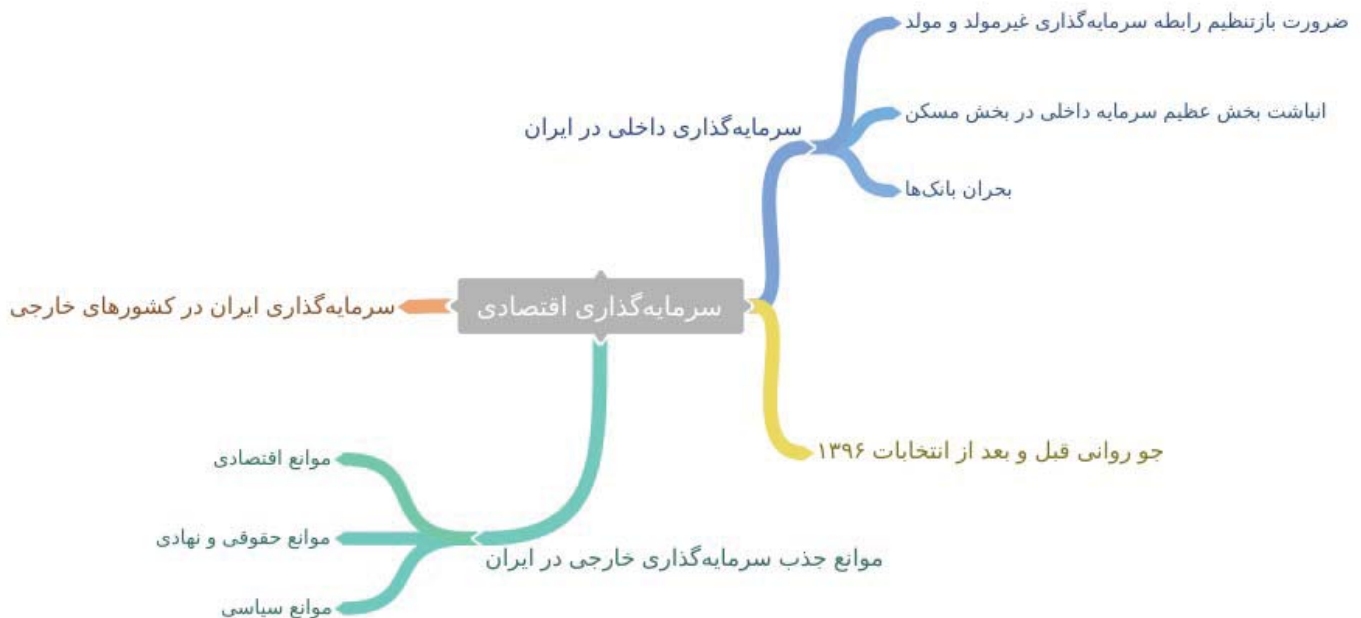 ضرورت بازتنظیم رابطه سرمایه‌گذاری غیرمولد و مولد
انباشت بخش عظیم سرمایه داخلی در بخش مسکن
سرمایه‌گذاری داخلی در ایران
بحران بانک‌ها
سرمایه‌گذاری اقتصادی
سرمایه‌گذاری ایران در کشورهای خارجی
جو روانی قبل و بعد از انتخابات ۱۳۹۶
موانع اقتصادی
موانع حقوقی و نهادی
موانع جذب سرمایه‌گذاری خارجی در ایران
موانع سیاسی